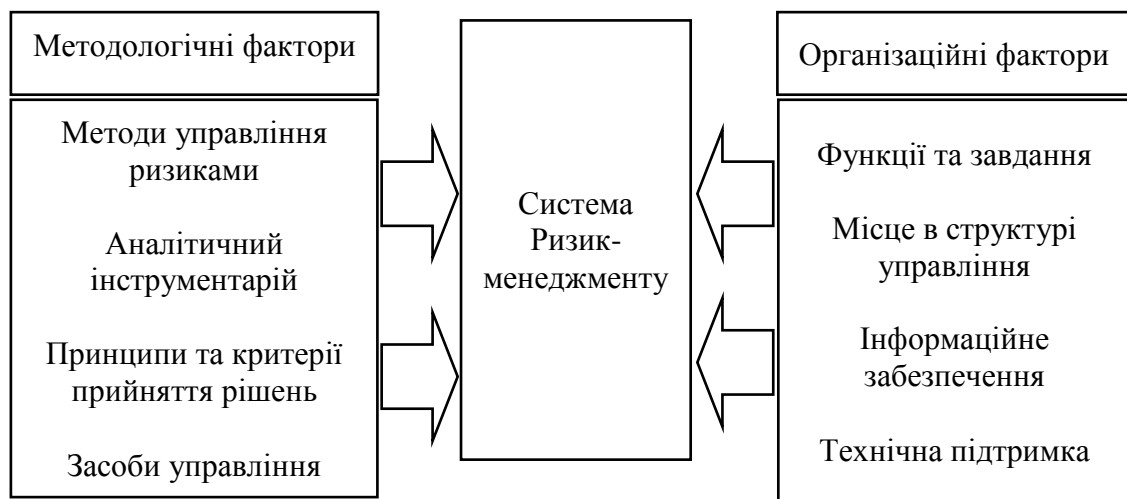 Методологічні фактори
Методи управління
ризиками
Аналітичний
інструментарій
Принципи та критерії
прийняття рішень
Засоби управління
Система
Ризик-
менеджменту
Організаційні фактори
Функції та завдання
Місце в структурі
управління
Інформаційне
забезпечення
Технічна підтримка